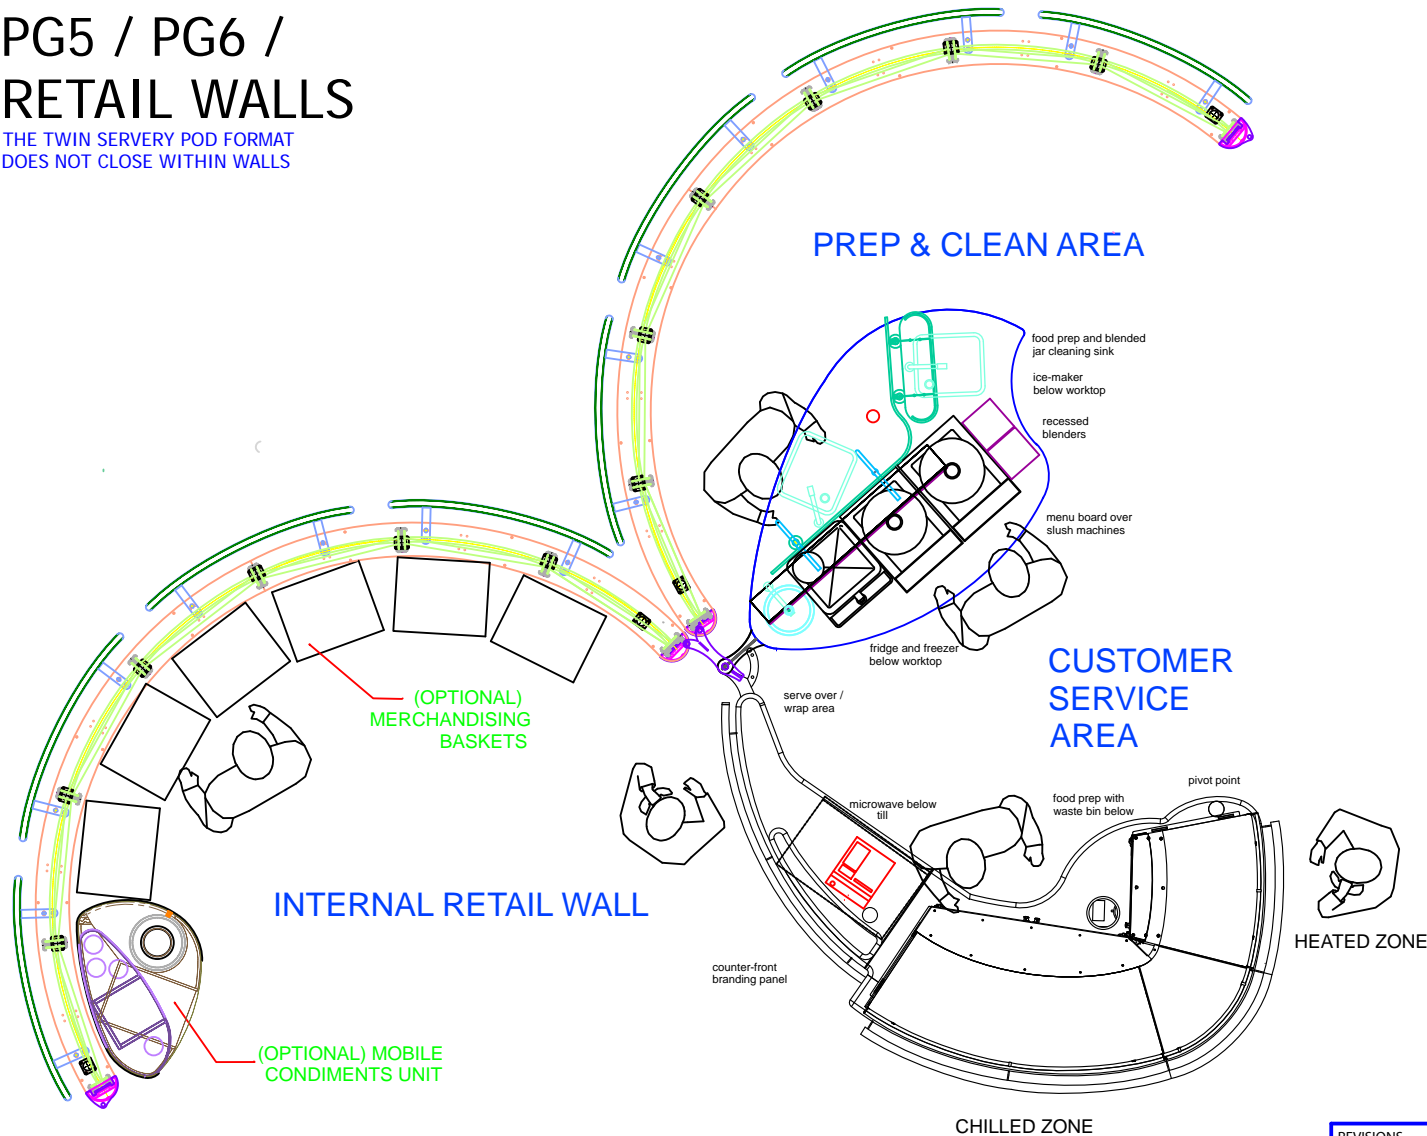 PG5 / PG6 /
RETAIL WALLS
THE TWIN SERVERY POD FORMAT
DOES NOT CLOSE WITHIN WALLS
PREP & CLEAN AREA
food prep and blended
jar cleaning sink
ice-maker
below worktop
recessed
blenders
menu board over
slush machines
fridge and freezer
below worktop
CUSTOMER
SERVICE
AREA
serve over /
wrap area
(OPTIONAL)
MERCHANDISING
BASKETS
pivot point
microwave below
till
food prep with
waste bin below
INTERNAL RETAIL WALL
HEATED ZONE
counter-front
branding panel
(OPTIONAL) MOBILE
CONDIMENTS UNIT
CHILLED ZONE
REVISIONS